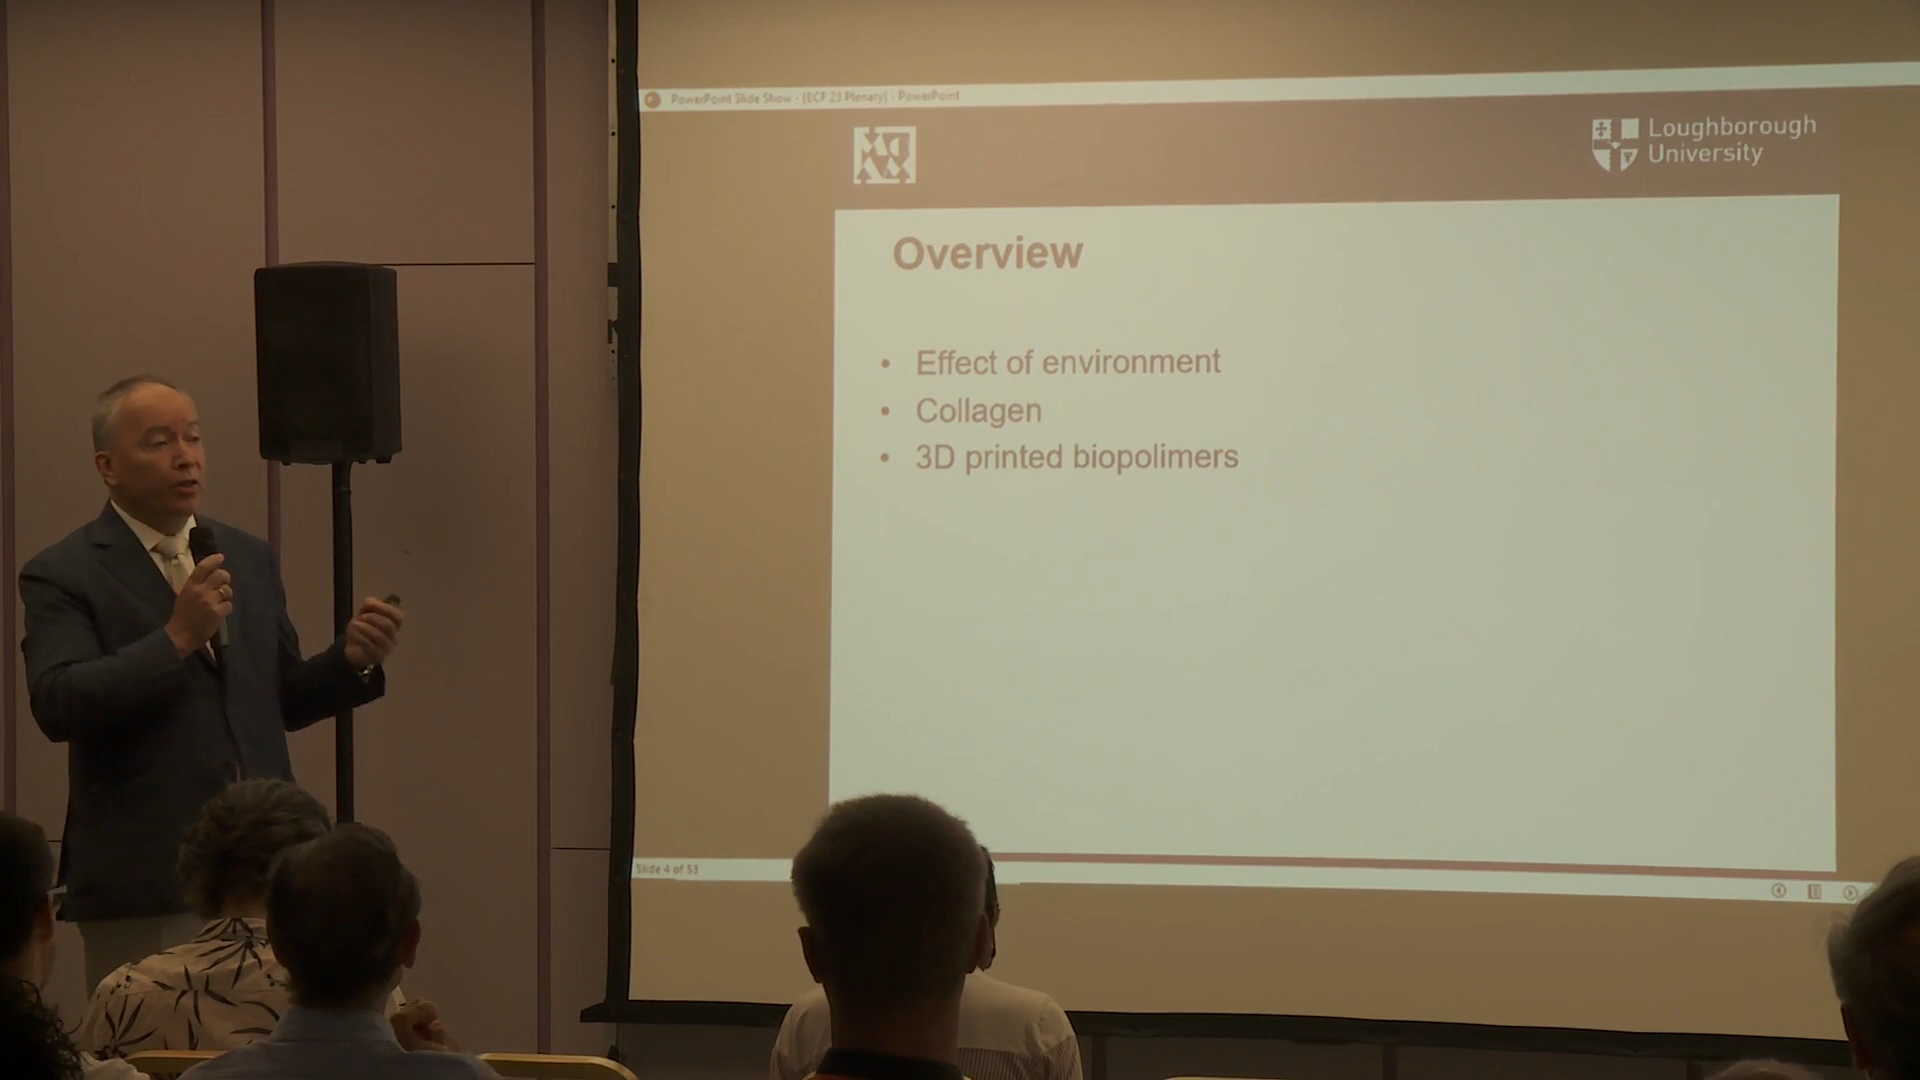 PowerPoint Slide Show - [ECF 23 Plenary] - PowerPoint
Loughborough
University
Overview
• Effect of environment
• Collagen
• 3D printed biopolimers
Slide 4 of 53